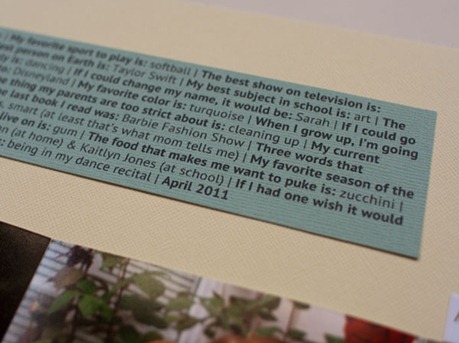 | My favorite sport to play is: softball | The best show on television is:
person on Earth is: Taylor Swift | My best subject in school is: art | The
is: dancing | If I could change my name, it would be: Sarah | If I could go
Disneyland | My favorite color is: turquoise | When I grow up, I'm going
thing my parents are too strict about is: cleaning up | My current
last book I read was: Barbie Fashion Show | Three words that
, smart (at least that's what mom tells me) | My favorite season of the
live on is: gum | The food that makes me want to puke is: zucchini |
(at home) & Kaitlyn Jones (at school) | If I had one wish it would
: being in my dance recital | April 2011